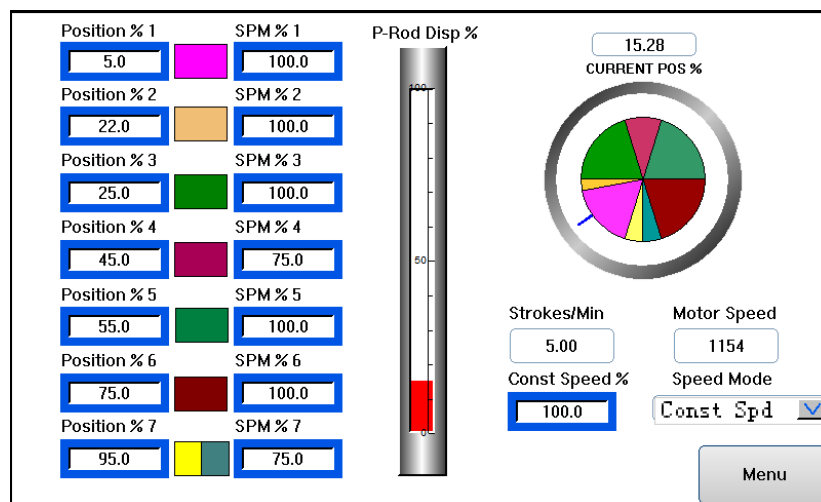 Position % 1 SPM % 1
5.0 100.0
Position % 2 SPM % 2
22.0 100.0
Position % 3 SPM % 3
25.0 100.0
Position % 4 SPM % 4
45.0 75.0
Position % 5 SPM % 5
55.0 100.0
Position % 6 SPM % 6
75.0 100.0
Position % 7 SPM % 7
95.0 75.0
P-Rod Disp %
100
50
0
15.28
CURRENT POS %
Strokes/Min Motor Speed
5.00 1154
Const Speed % Speed Mode
100.0 Const Spd
Menu